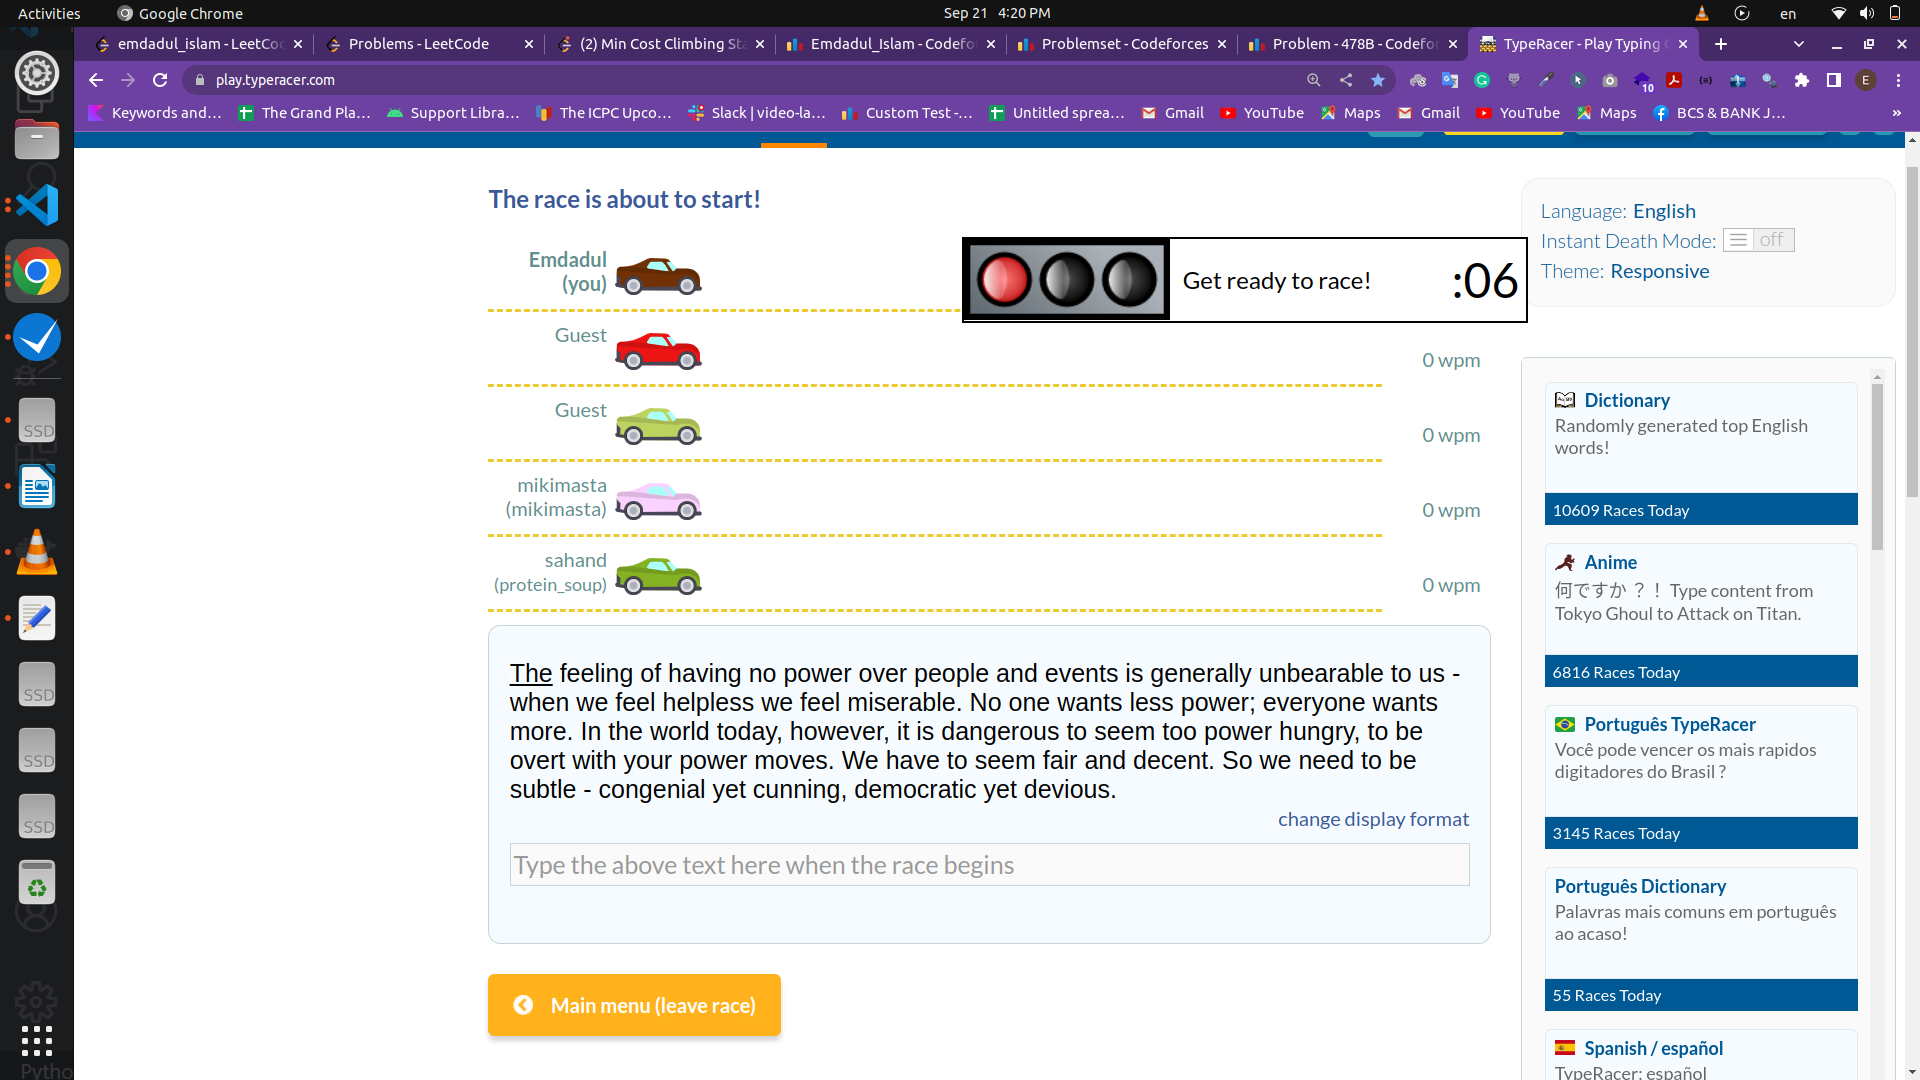 Activities
Google Chrome
Sep 21 4:20 PM
en
emdadul_islam - LeetCo
Problems - LeetCode
(2) Min Cost Climbing Sta
Emdadul_Islam - Codefo
Problemset - Codeforces
Problem - 478B - Codefor
TypeRacer - Play Typing
play.typeracer.com
10
E
Keywords and...
The Grand Pla...
Support Libra...
The ICPC Upco...
Slack | video-la...
Custom Test -...
Untitled sprea...
Gmail
YouTube
Maps
Gmail
YouTube
Maps
BCS & BANK J...
»
The race is about to start!
Emdadul
(you)
Get ready to race!
:06
Guest
0 wpm
Guest
0 wpm
mikimasta
(mikimasta)
0 wpm
sahand
(protein_soup)
0 wpm
The feeling of having no power over people and events is generally unbearable to us -
when we feel helpless we feel miserable. No one wants less power; everyone wants
more. In the world today, however, it is dangerous to seem too power hungry, to be
overt with your power moves. We have to seem fair and decent. So we need to be
subtle - congenial yet cunning, democratic yet devious.
change display format
Type the above text here when the race begins
Main menu (leave race)
Language: English
Instant Death Mode: off
Theme: Responsive
Dictionary
Randomly generated top English
words!
10609 Races Today
Anime
何ですか ？！ Type content from
Tokyo Ghoul to Attack on Titan.
6816 Races Today
Português TypeRacer
Você pode vencer os mais rapidos
digitadores do Brasil ?
3145 Races Today
Português Dictionary
Palavras mais comuns em português
ao acaso!
55 Races Today
Spanish / español
TypeRacer: español
SSD
SSD
SSD
SSD
Pytho